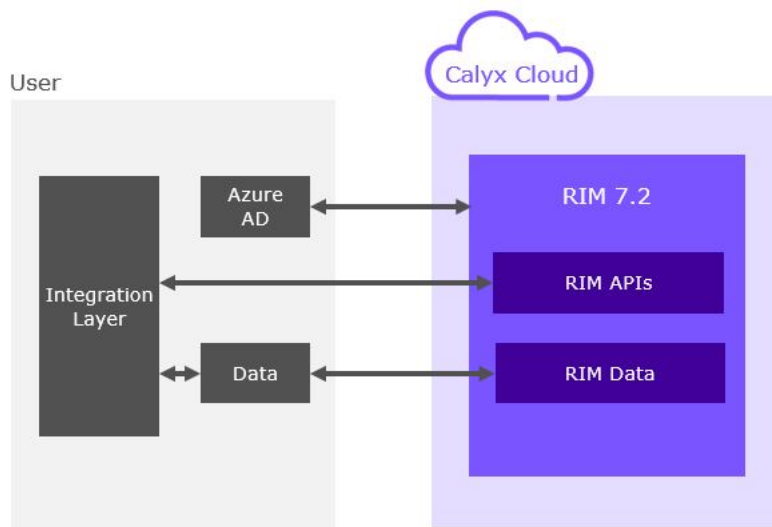 Calyx Cloud
User
Azure
AD
RIM 7.2
Integration
Layer
RIM APIs
Data
RIM Data